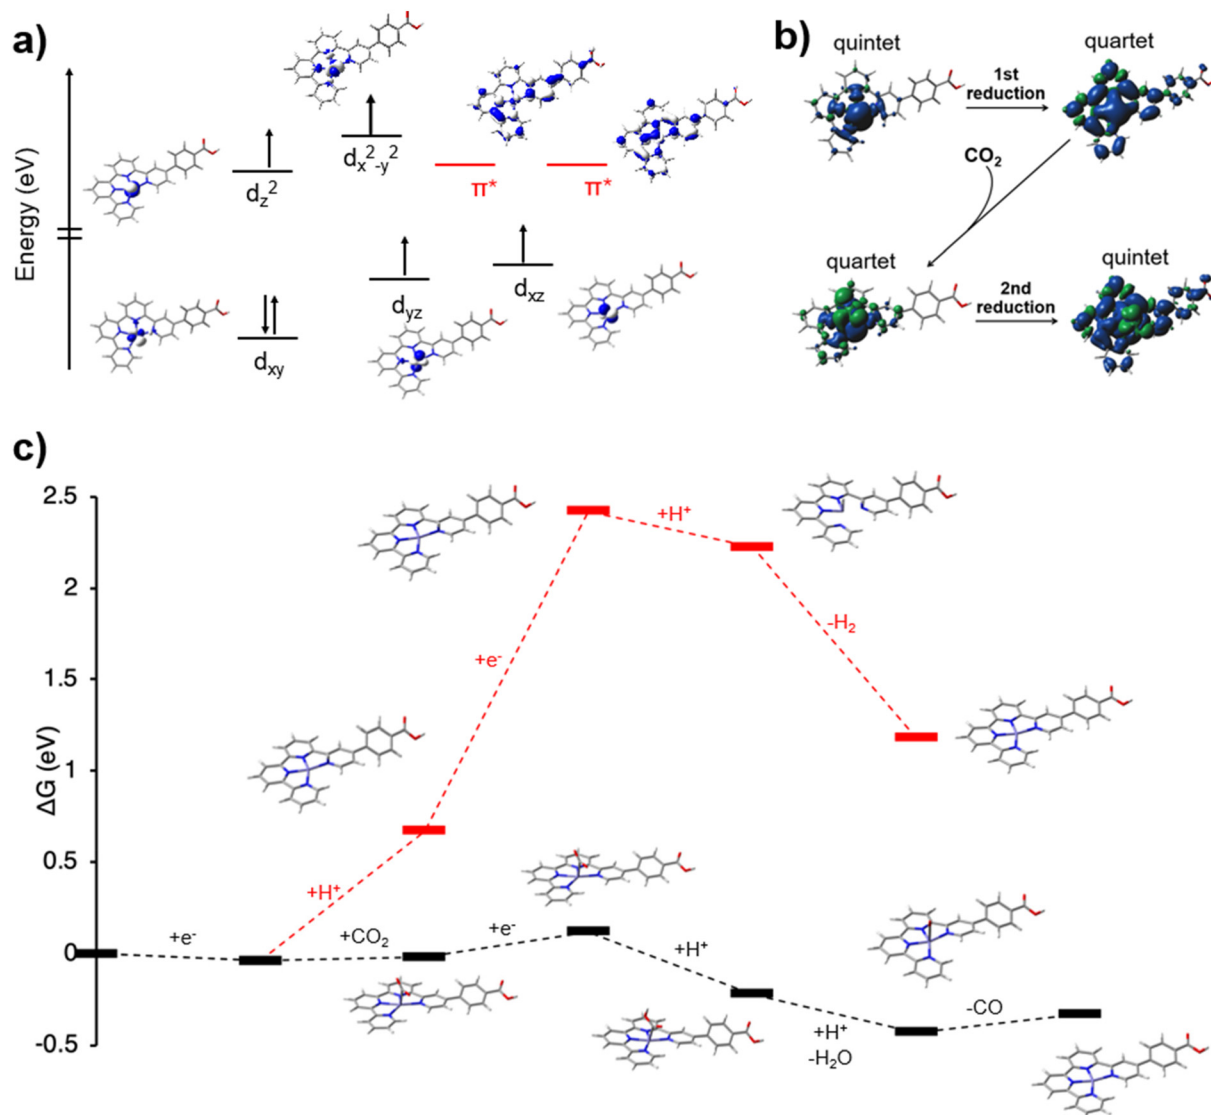 a)
Energy (eV)
d_z^2
d_x^2-y^2
π*
π*
d_xy
d_yz
d_xz
b)
quintet
1st
reduction
quartet
CO₂
quartet
2nd
reduction
quintet
c)
ΔG (eV)
2.5
2
1.5
1
0.5
0
-0.5
+e⁻
+H⁺
+e⁻
+H⁺
-H₂
+CO₂
+e⁻
+H⁺
+H⁺
-H₂O
-CO